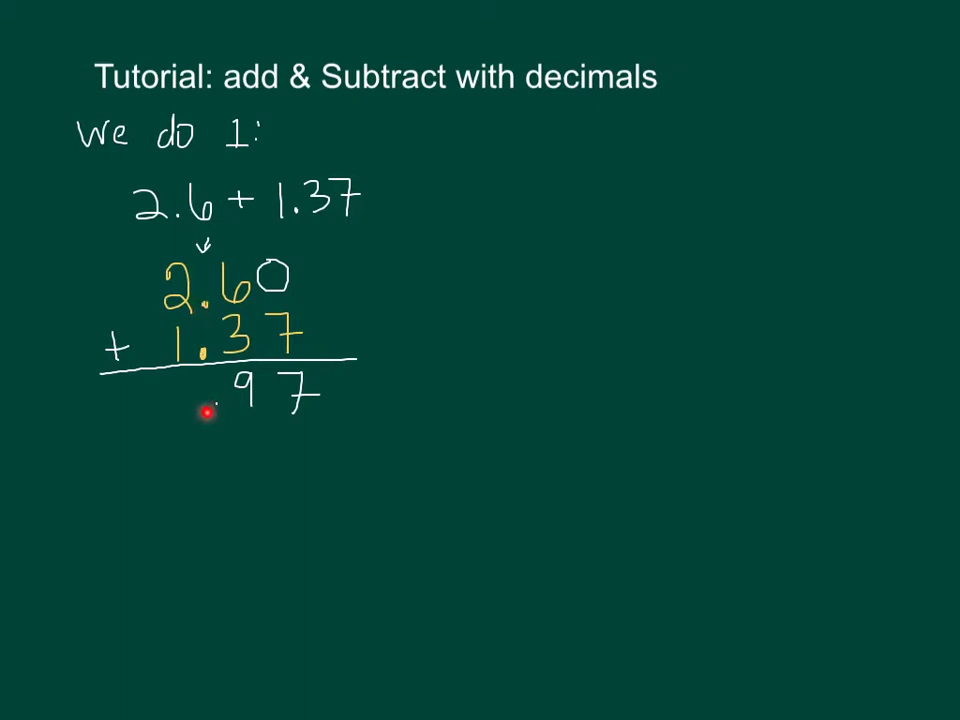 Tutorial: add & Subtract with decimals
We do 1:
2.6 + 1.37
2.60
+ 1.37
.97